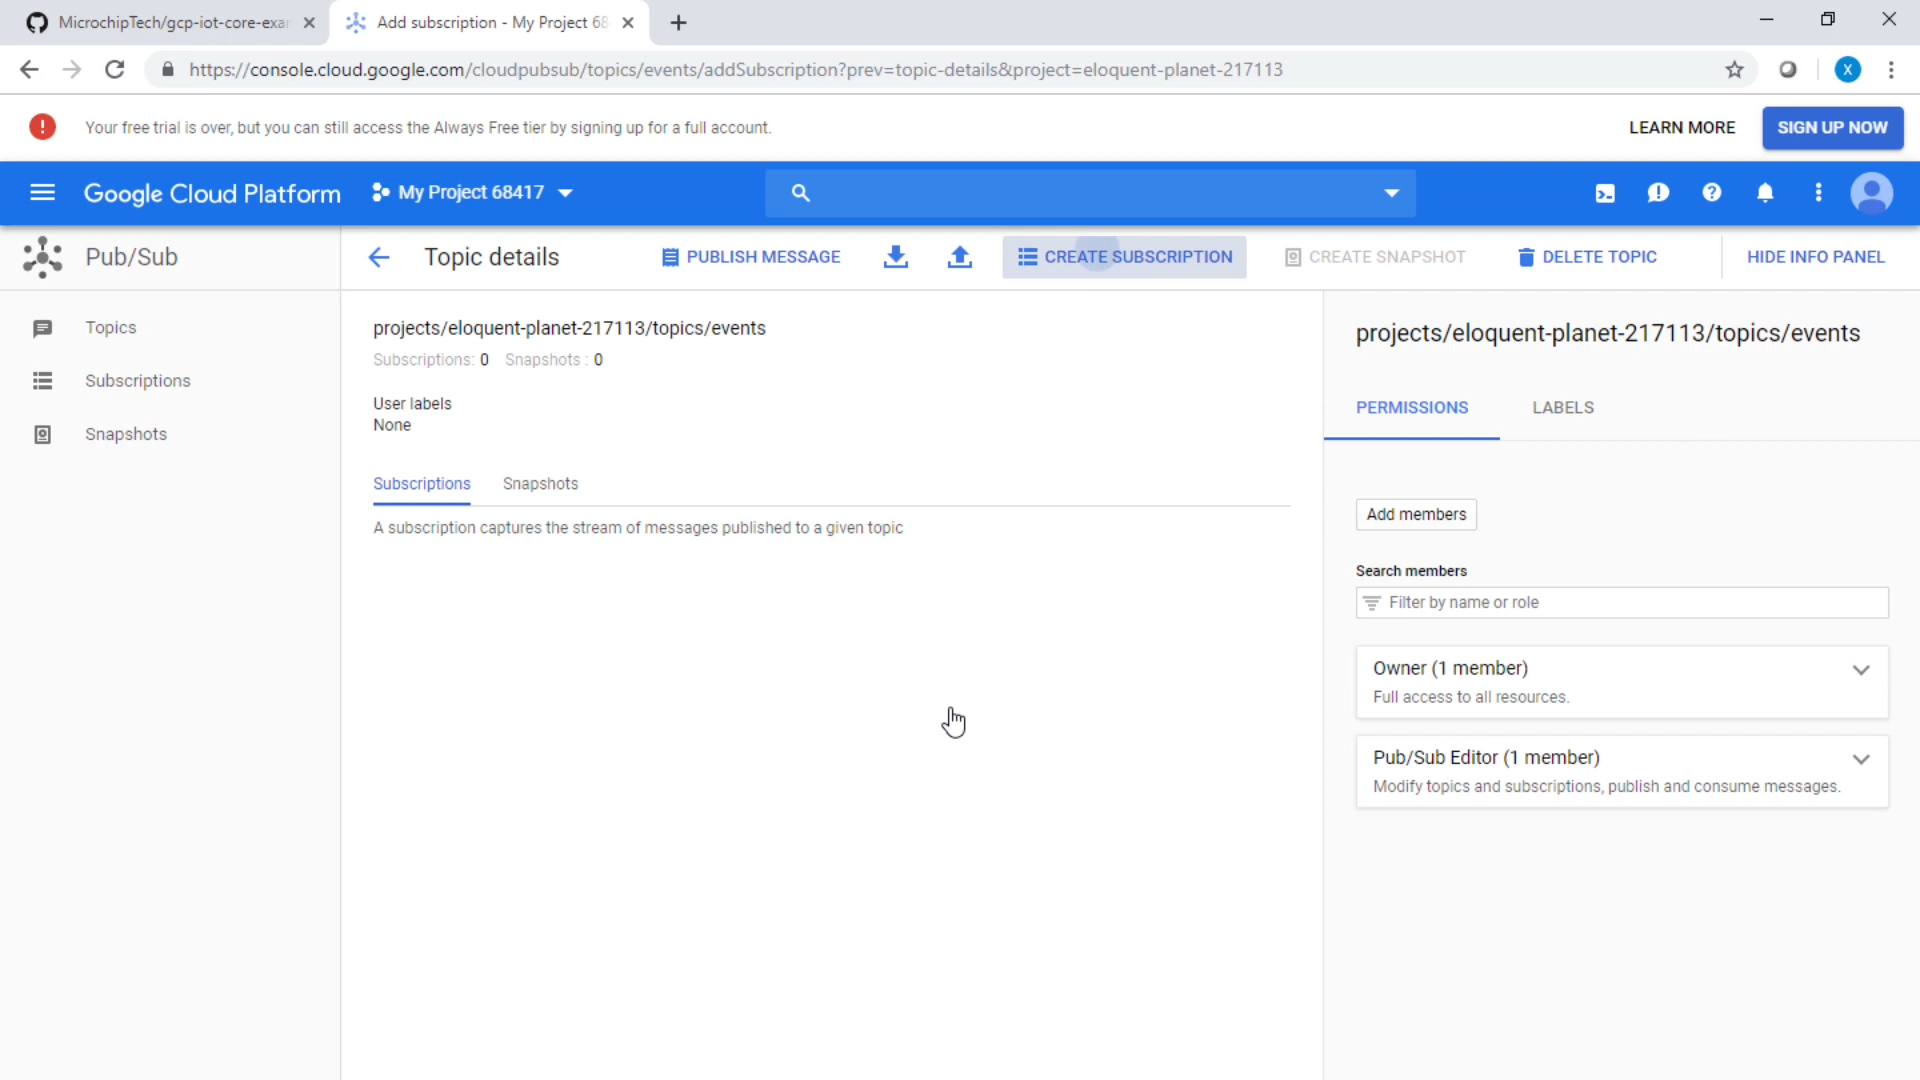 MicrochipTech/gcp-iot-core-exa
Add subscription - My Project 68
https://console.cloud.google.com/cloudpubsub/topics/events/addSubscription?prev=topic-details&project=eloquent-planet-217113
X
Your free trial is over, but you can still access the Always Free tier by signing up for a full account.
LEARN MORE
SIGN UP NOW
Google Cloud Platform
My Project 68417
Pub/Sub
Topic details
PUBLISH MESSAGE
CREATE SUBSCRIPTION
CREATE SNAPSHOT
DELETE TOPIC
HIDE INFO PANEL
Topics
Subscriptions
Snapshots
projects/eloquent-planet-217113/topics/events
Subscriptions: 0 Snapshots : 0
User labels
None
Subscriptions Snapshots
A subscription captures the stream of messages published to a given topic
projects/eloquent-planet-217113/topics/events
PERMISSIONS LABELS
Add members
Search members
Filter by name or role
Owner (1 member)
Full access to all resources.
Pub/Sub Editor (1 member)
Modify topics and subscriptions, publish and consume messages.